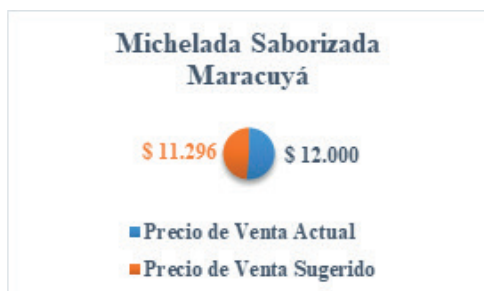 Michelada Saborizada
Maracuyá
$ 11.296
$ 12.000
Precio de Venta Actual
Precio de Venta Sugerido